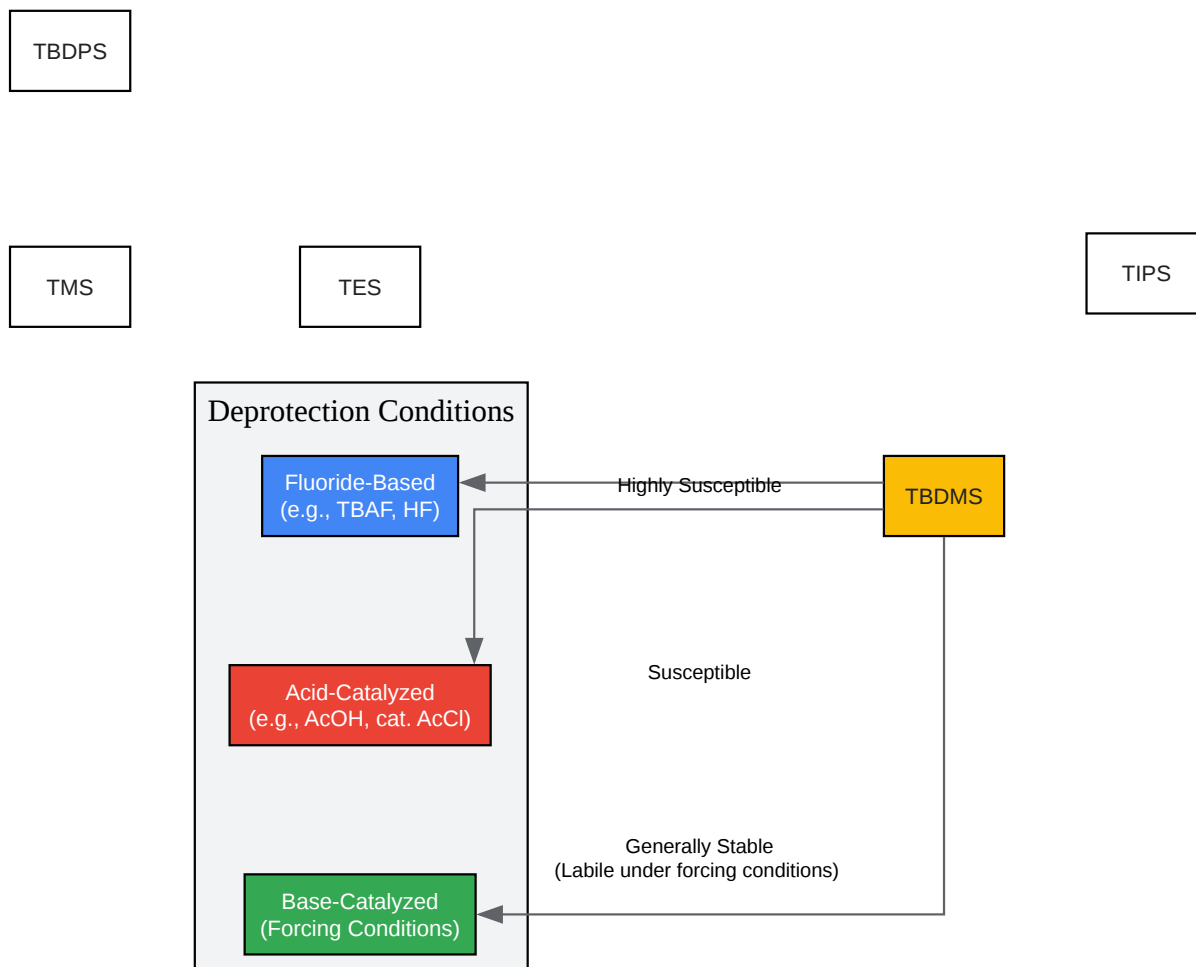 TBDPS
TMS
TES
TIPS
Deprotection Conditions
Fluoride-Based
(e.g., TBAF, HF)
Highly Susceptible
TBDMS
Acid-Catalyzed
(e.g., AcOH, cat. AcCl)
Susceptible
Generally Stable
(Labile under forcing conditions)
Base-Catalyzed
(Forcing Conditions)